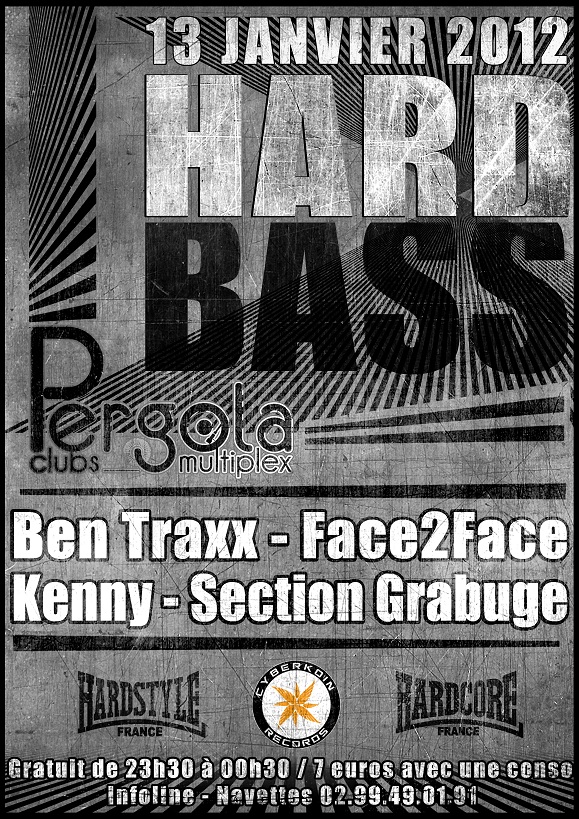 13 JANVIER 2012
HARD
BASS
Pergola
clubs multiplex
Ben Traxx - Face2Face
Kenny - Section Grabuge
HARDSTYLE
FRANCE
CYBERKOIN
RECORDS
HARDCORE
FRANCE
Gratuit de 23h30 à 00h30 / 7 euros avec une conso
Infoline - Navettes 02.99.49.01.91